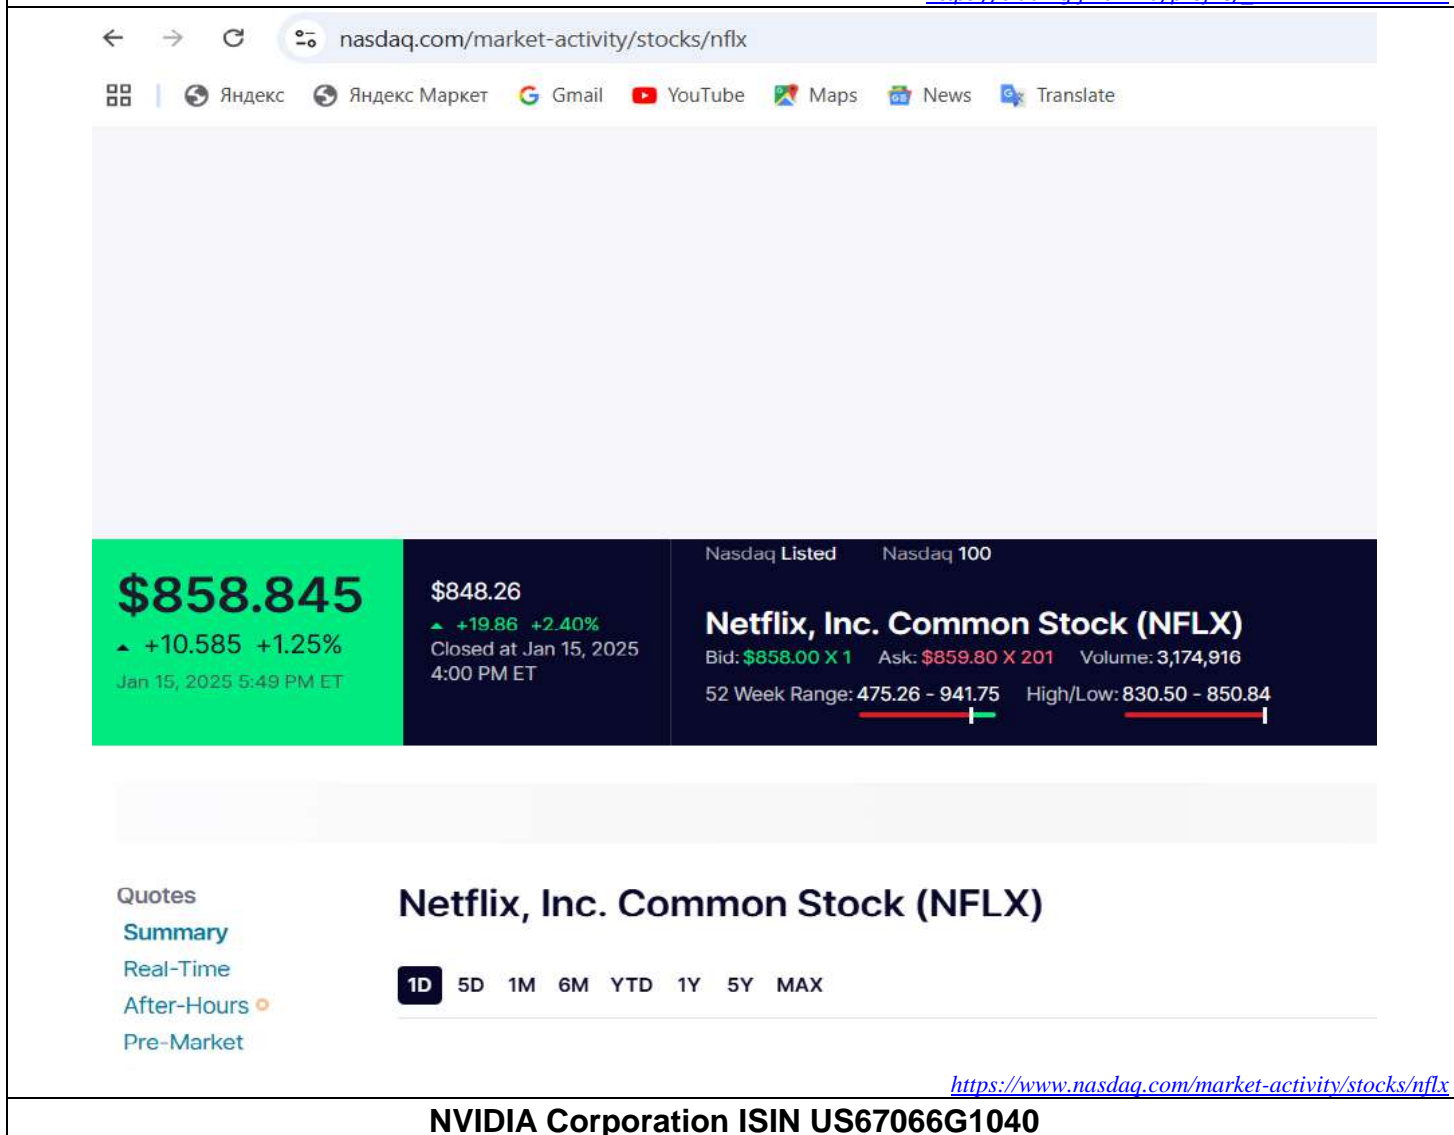 nasdaq.com/market-activity/stocks/nflx
Яндекс Яндекс Маркет Gmail YouTube Maps News Translate
Nasdaq Listed Nasdaq 100
$858.845
+10.585 +1.25%
Jan 15, 2025 5:49 PM ET
$848.26
+19.86 +2.40%
Closed at Jan 15, 2025
4:00 PM ET
Netflix, Inc. Common Stock (NFLX)
Bid: $858.00 X 1 Ask: $859.80 X 201 Volume: 3,174,916
52 Week Range: 475.26 - 941.75 High/Low: 830.50 - 850.84
Quotes
Summary
Real-Time
After-Hours
Pre-Market
Netflix, Inc. Common Stock (NFLX)
1D 5D 1M 6M YTD 1Y 5Y MAX
https://www.nasdaq.com/market-activity/stocks/nflx
NVIDIA Corporation ISIN US67066G1040